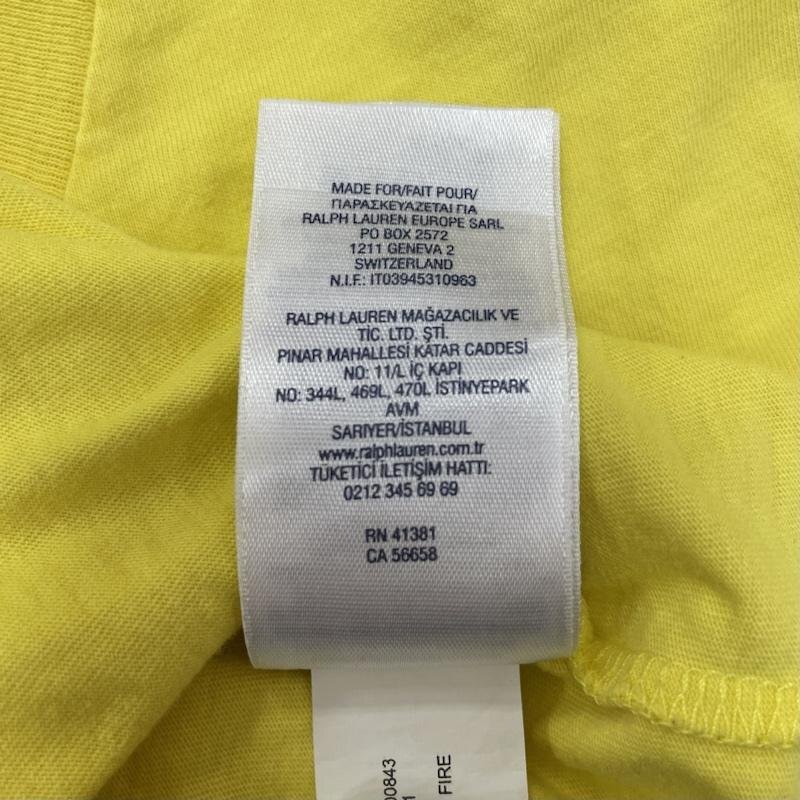 MADE FOR/FAIT POUR/
ΠΑΡΑΣΚΕΥΑΖΕΤΑΙ ΓΙΑ
RALPH LAUREN EUROPE SARL
PO BOX 2572
1211 GENEVA 2
SWITZERLAND
N.I.F.: IT03945310963
RALPH LAUREN MAĞAZACILIK VE
TİC. LTD. ŞTİ.
PINAR MAHALLESİ KATAR CADDESİ
NO: 11/L İÇ KAPI
NO: 344L, 469L, 470L İSTİNYEPARK
AVM
SARIYER/İSTANBUL
www.ralphlauren.com.tr
TÜKETİCİ İLETİŞİM HATTI:
0212 345 69 69
RN 41381
CA 56658
00843
FIRE